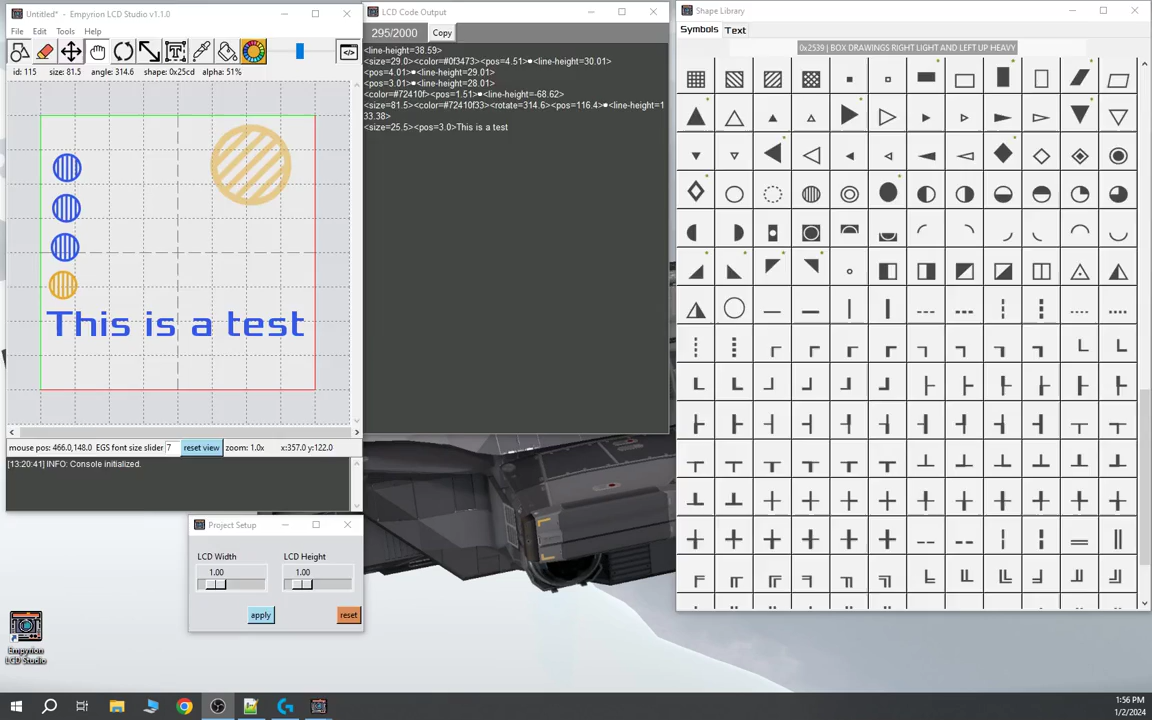 Untitled* - Empyrion LCD Studio v1.1.0
File Edit Tools Help
id: 115 size: 81.5 angle: 314.6 shape: 0x25cd alpha: 51%
This is a test
mouse pos: 466.0,148.0 EGS font size slider 7 reset view zoom: 1.0x x:357.0 y:122.0
[13:20:41] INFO: Console initialized.
LCD Code Output
295/2000 Copy
<line-height=38.59>
<size=29.0><color=#0f3473><pos=4.51>●<line-height=30.01>
<pos=4.01>●<line-height=29.01>
<pos=3.01>●<line-height=28.01>
<color=#72410f><pos=1.51>●<line-height=-68.62>
<size=81.5><color=#72410f33><rotate=314.6><pos=116.4>●<line-height=1
33.38>
<size=25.5><pos=3.0>This is a test
Shape Library
Symbols Text
0x2539 | BOX DRAWINGS RIGHT LIGHT AND LEFT UP HEAVY
Project Setup
LCD Width LCD Height
1.00 1.00
apply reset
Empyrion
LCD Studio
1:56 PM
1/2/2024